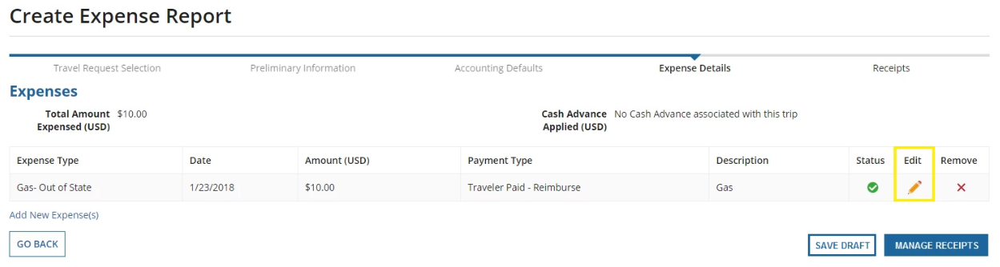 Create Expense Report
Travel Request Selection Preliminary Information Accounting Defaults Expense Details Receipts
Expenses
Total Amount $10.00 Cash Advance No Cash Advance associated with this trip
Expensed (USD) Applied (USD)
Expense Type Date Amount (USD) Payment Type Description Status Edit Remove
Gas- Out of State 1/23/2018 $10.00 Traveler Paid - Reimburse Gas
Add New Expense(s)
GO BACK SAVE DRAFT MANAGE RECEIPTS